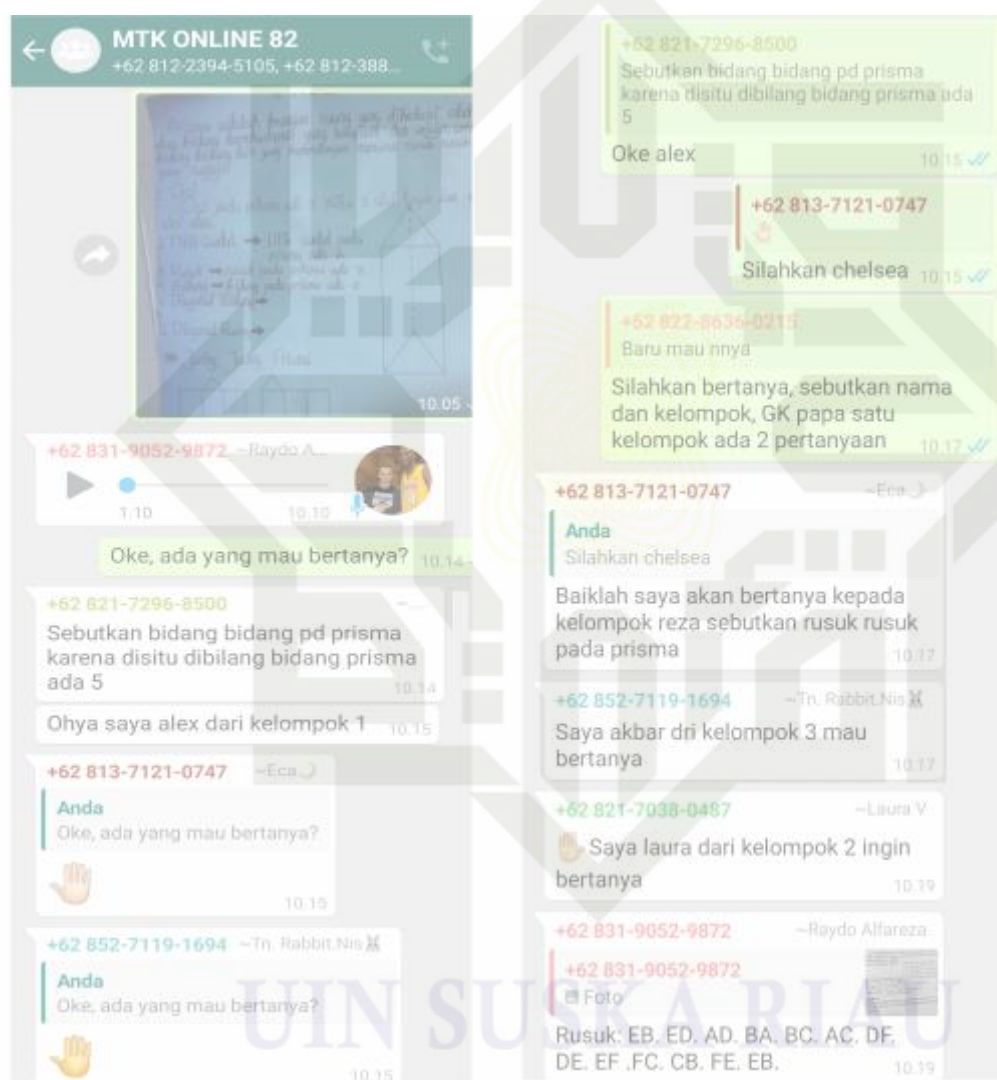 MTK ONLINE 82
+62 812-2394-5105, +62 812-388...
10.05
+62 831-9052-9872 ~Raydo A...
1.10 10.10
Oke, ada yang mau bertanya? 10.14
+62 821-7296-8500
Sebutkan bidang bidang pd prisma
karena disitu dibilang bidang prisma
ada 5
10.14
Ohya saya alex dari kelompok 1 10.15
+62 813-7121-0747 ~Eca
Anda
Oke, ada yang mau bertanya?
10.15
+62 852-7119-1694 ~Tn. Rabbit.Nis
Anda
Oke, ada yang mau bertanya?
10.15
+62 821-7296-8500
Sebutkan bidang bidang pd prisma
karena disitu dibilang bidang prisma ada
5
Oke alex 10.15
+62 813-7121-0747
Silahkan chelsea 10.15
+62 822-8636-0215
Baru mau nnya
Silahkan bertanya, sebutkan nama
dan kelompok, GK papa satu
kelompok ada 2 pertanyaan 10.17
+62 813-7121-0747 ~Eca
Anda
Silahkan chelsea
Baiklah saya akan bertanya kepada
kelompok reza sebutkan rusuk rusuk
pada prisma 10.17
+62 852-7119-1694 ~Tn. Rabbit.Nis
Saya akbar dri kelompok 3 mau
bertanya 10.17
+62 821-7038-0487 ~Laura V
Saya laura dari kelompok 2 ingin
bertanya 10.19
+62 831-9052-9872 ~Raydo Alfareza
+62 831-9052-9872
Foto
Rusuk: EB. ED. AD. BA. BC. AC. DF.
DE. EF .FC. CB. FE. EB. 10.19
UIN SUSKA RIAU